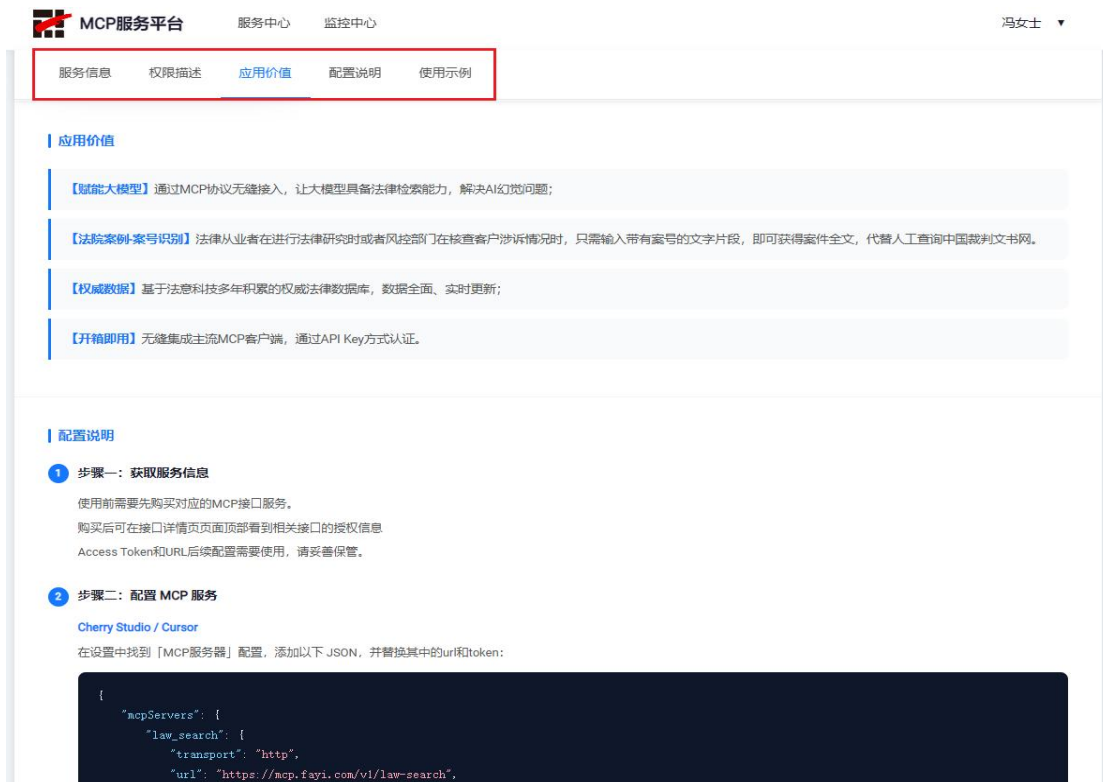 MCP服务平台 服务中心 监控中心 冯女士 ▼
服务信息 权限描述 应用价值 配置说明 使用示例
应用价值
【赋能大模型】通过MCP协议无缝接入，让大模型具备法律检索能力，解决AI幻觉问题；
【法院案例-案号识别】法律从业者在进行法律研究时或者风控部门在核查客户涉诉情况时，只需输入带有案号的文字片段，即可获得案件全文，代替人工查询中国裁判文书网。
【权威数据】基于法意科技多年积累的权威法律数据库，数据全面、实时更新；
【开箱即用】无缝集成主流MCP客户端，通过API Key方式认证。
配置说明
1 步骤一：获取服务信息
使用前需要先购买对应的MCP接口服务。
购买后可在接口详情页页面顶部看到相关接口的授权信息
Access Token和URL后续配置需要使用，请妥善保管。
2 步骤二：配置 MCP 服务
Cherry Studio / Cursor
在设置中找到「MCP服务器」配置，添加以下 JSON，并替换其中的url和token：
{
"mcpServers": {
"law_search": {
"transport": "http",
"url": "https://mcp.fayi.com/v1/law-search",